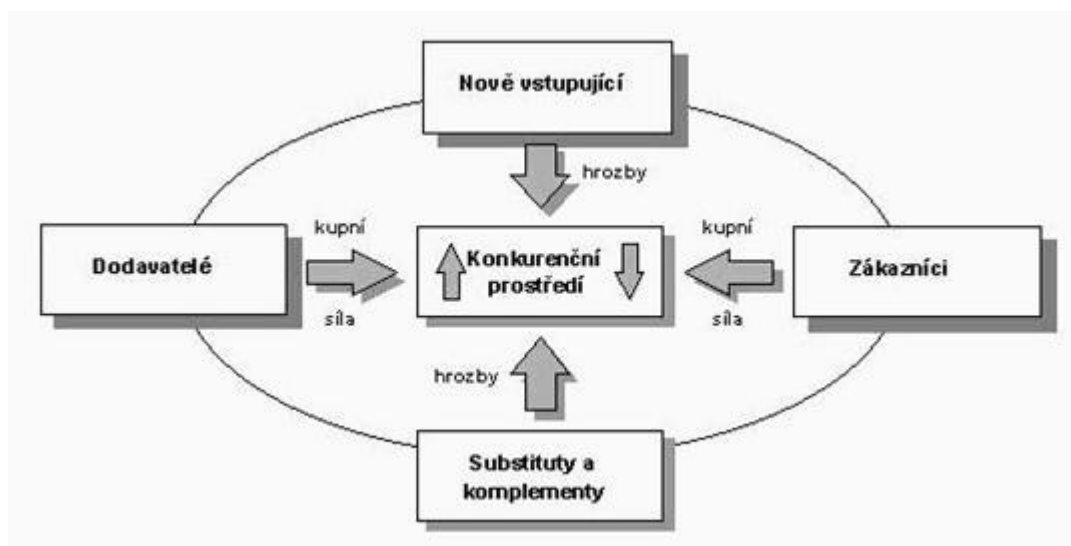 Nově vstupující
hrozby
kupní
Dodavatelé
síla
Konkurenční
prostředí
kupní
Zákazníci
síla
hrozby
Substituty a
komplementy